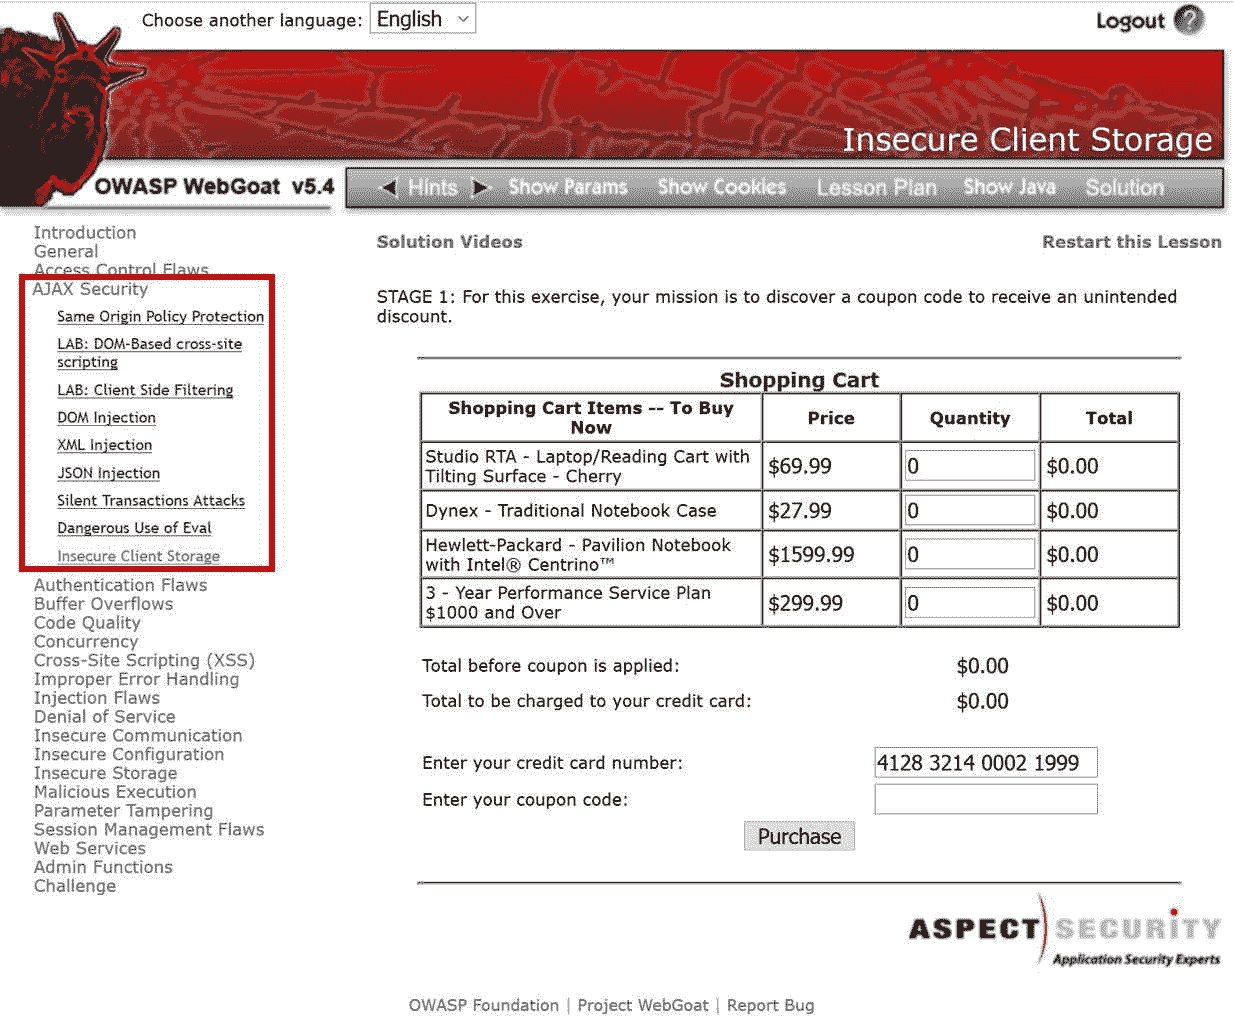 Choose another language: English
Logout ?
Insecure Client Storage
OWASP WebGoat v5.4
Hints Show Params Show Cookies Lesson Plan Show Java Solution
Introduction
General
Access Control Flaws
AJAX Security
Same Origin Policy Protection
LAB: DOM-Based cross-site
scripting
LAB: Client Side Filtering
DOM Injection
XML Injection
JSON Injection
Silent Transactions Attacks
Dangerous Use of Eval
Insecure Client Storage
Authentication Flaws
Buffer Overflows
Code Quality
Concurrency
Cross-Site Scripting (XSS)
Improper Error Handling
Injection Flaws
Denial of Service
Insecure Communication
Insecure Configuration
Insecure Storage
Malicious Execution
Parameter Tampering
Session Management Flaws
Web Services
Admin Functions
Challenge
Solution Videos Restart this Lesson
STAGE 1: For this exercise, your mission is to discover a coupon code to receive an unintended
discount.
Shopping Cart
Shopping Cart Items -- To Buy
Now
Price Quantity Total
Studio RTA - Laptop/Reading Cart with
Tilting Surface - Cherry
$69.99 0 $0.00
Dynex - Traditional Notebook Case $27.99 0 $0.00
Hewlett-Packard - Pavilion Notebook
with Intel® Centrino™
$1599.99 0 $0.00
3 - Year Performance Service Plan
$1000 and Over
$299.99 0 $0.00
Total before coupon is applied: $0.00
Total to be charged to your credit card: $0.00
Enter your credit card number: 4128 3214 0002 1999
Enter your coupon code:
Purchase
ASPECT SECURITY
Application Security Experts
OWASP Foundation | Project WebGoat | Report Bug